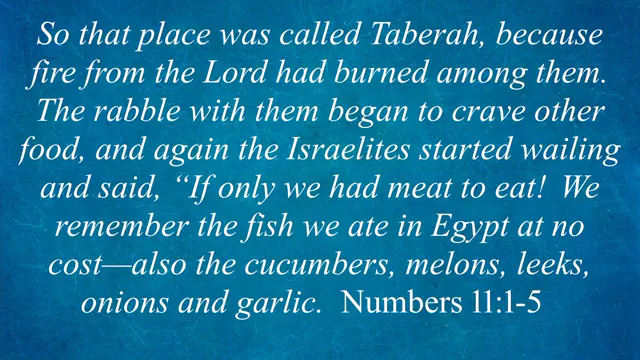 So that place was called Taberah, because
fire from the Lord had burned among them.
The rabble with them began to crave other
food, and again the Israelites started wailing
and said, “If only we had meat to eat!  We
remember the fish we ate in Egypt at no
cost—also the cucumbers, melons, leeks,
onions and garlic.  Numbers 11:1-5